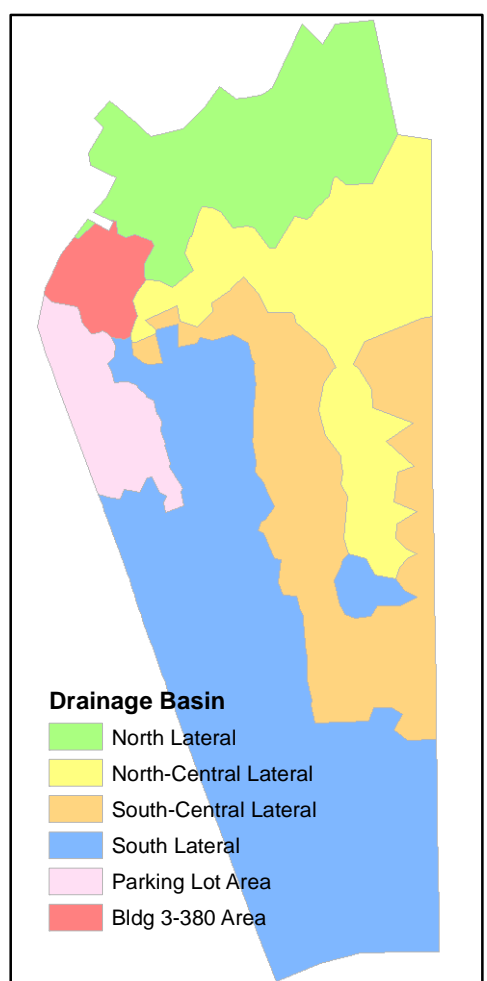 Drainage Basin
North Lateral
North-Central Lateral
South-Central Lateral
South Lateral
Parking Lot Area
Bldg 3-380 Area